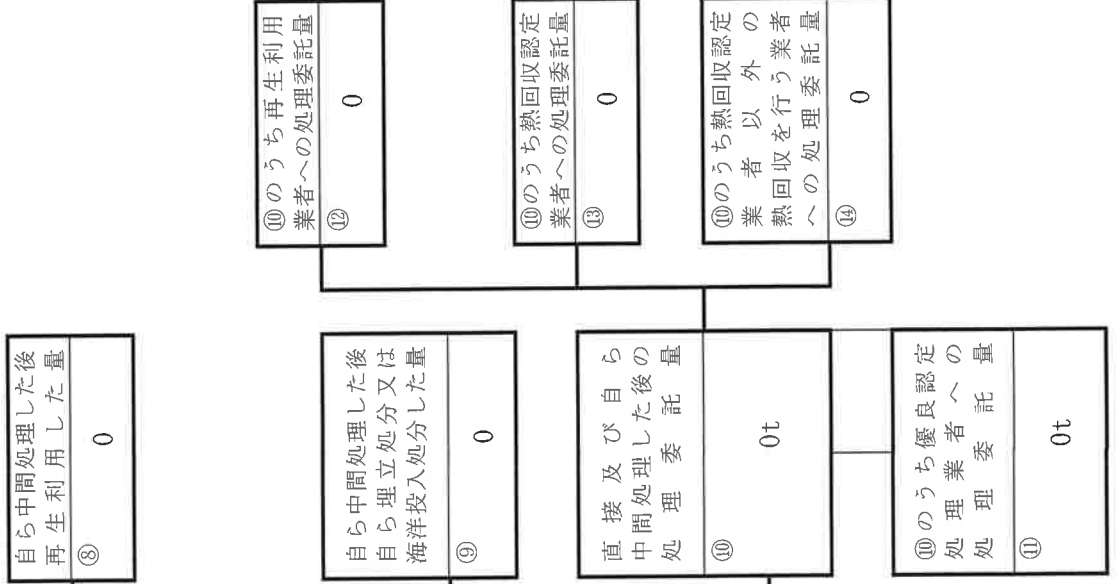 自ら中間処理した後
再生利用した量
⑧
0
自ら中間処理した後
自ら埋立処分又は
海洋投入処分した量
⑨
0
直接及び自ら
中間処理した後の
処理委託量
⑩
0t
⑩のうち優良認定
処理業者への
処理委託量
⑪
0t
⑩のうち再生利用
業者への処理委託量
⑫
0
⑩のうち熱回収認定
業者への処理委託量
⑬
0
⑩のうち熱回収認定
業者以外の
熱回収を行う業者
への処理委託量
⑭
0